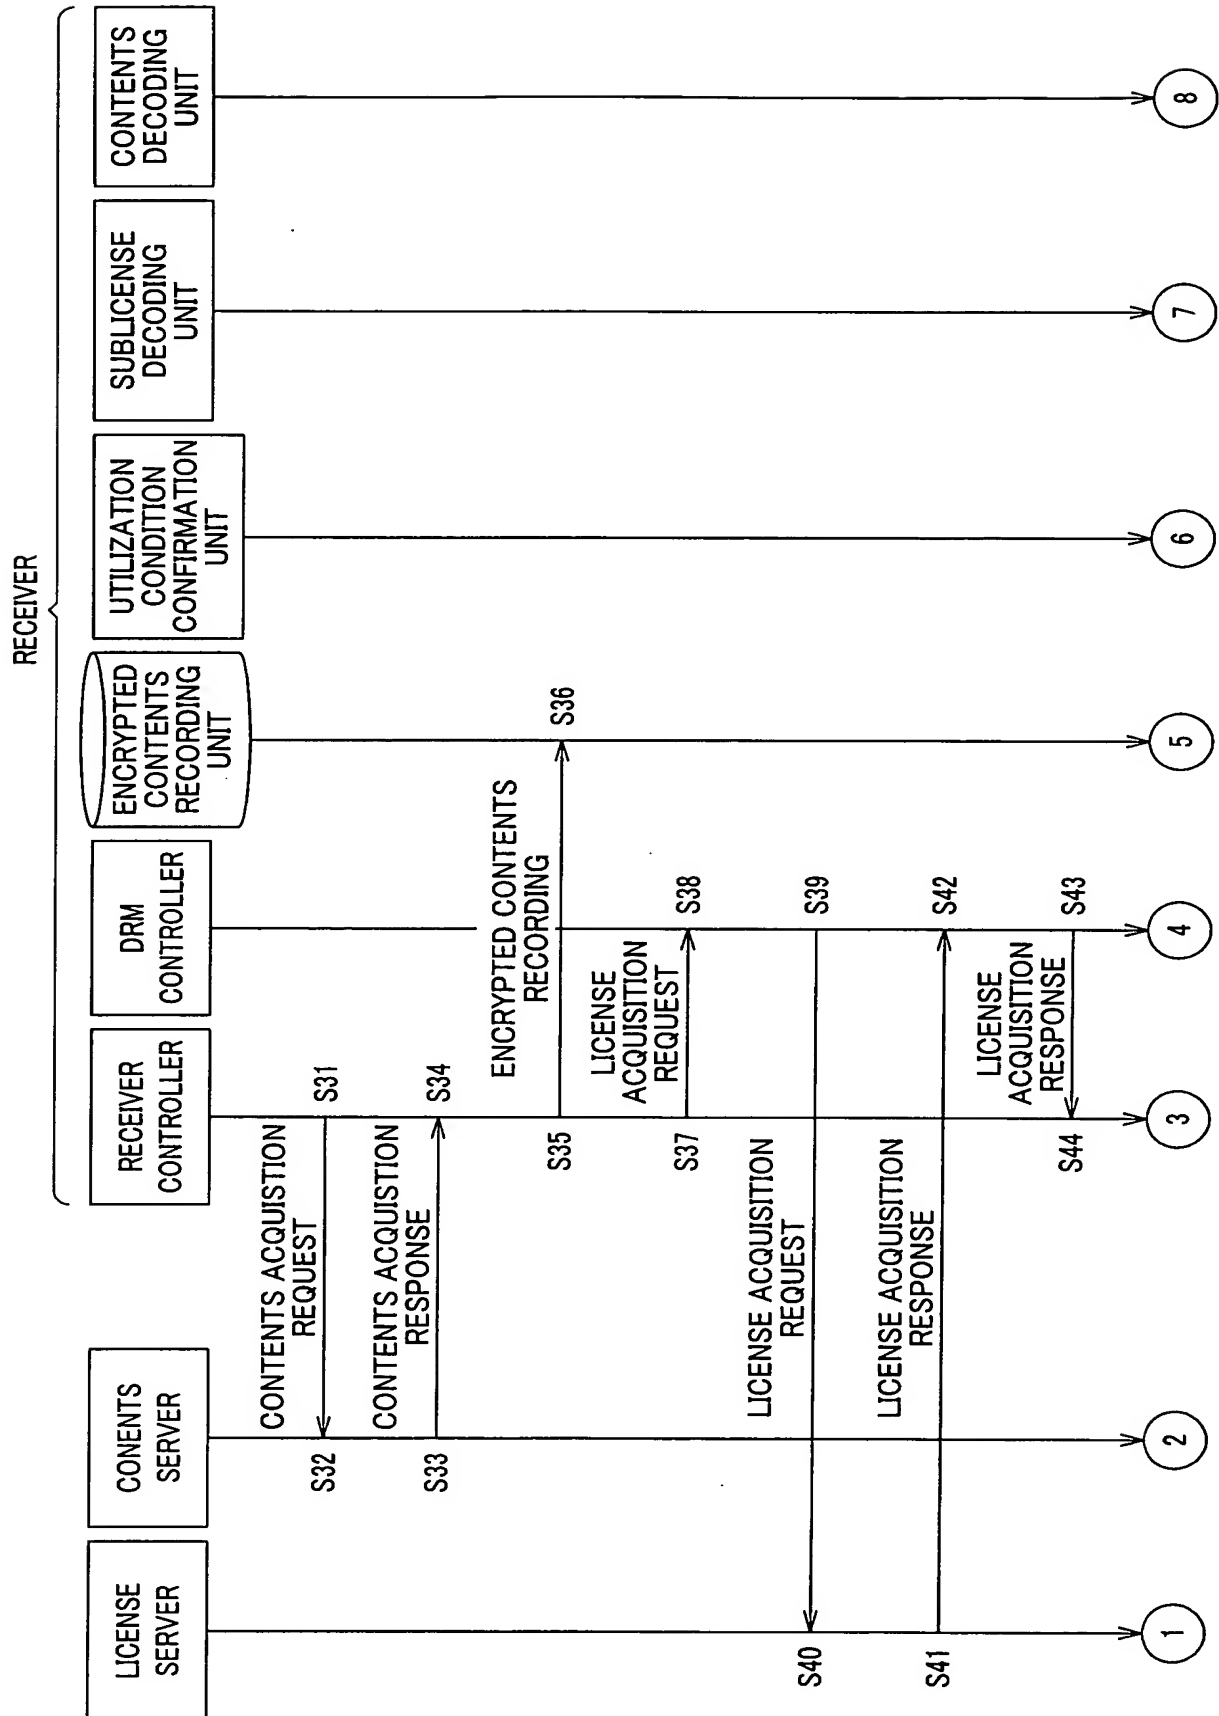 RECEIVER
LICENSE
SERVER
CONENTS
SERVER
RECEIVER
CONTROLLER
DRM
CONTROLLER
ENCRYPTED
CONTENTS
RECORDING
UNIT
UTILIZATION
CONDITION
CONFIRMATION
UNIT
SUBLICENSE
DECODING
UNIT
CONTENTS
DECODING
UNIT
CONTENTS ACQUISTION
REQUEST
S31
S32
CONTENTS ACQUISTION
RESPONSE
S33
S34
ENCRYPTED CONTENTS
RECORDING
S35
S36
LICENSE
ACQUISITION
REQUEST
S37
S38
LICENSE ACQUISITION
REQUEST
S39
S40
LICENSE ACQUISITION
RESPONSE
S41
S42
LICENSE
ACQUISITION
RESPONSE
S43
S44
1
2
3
4
5
6
7
8